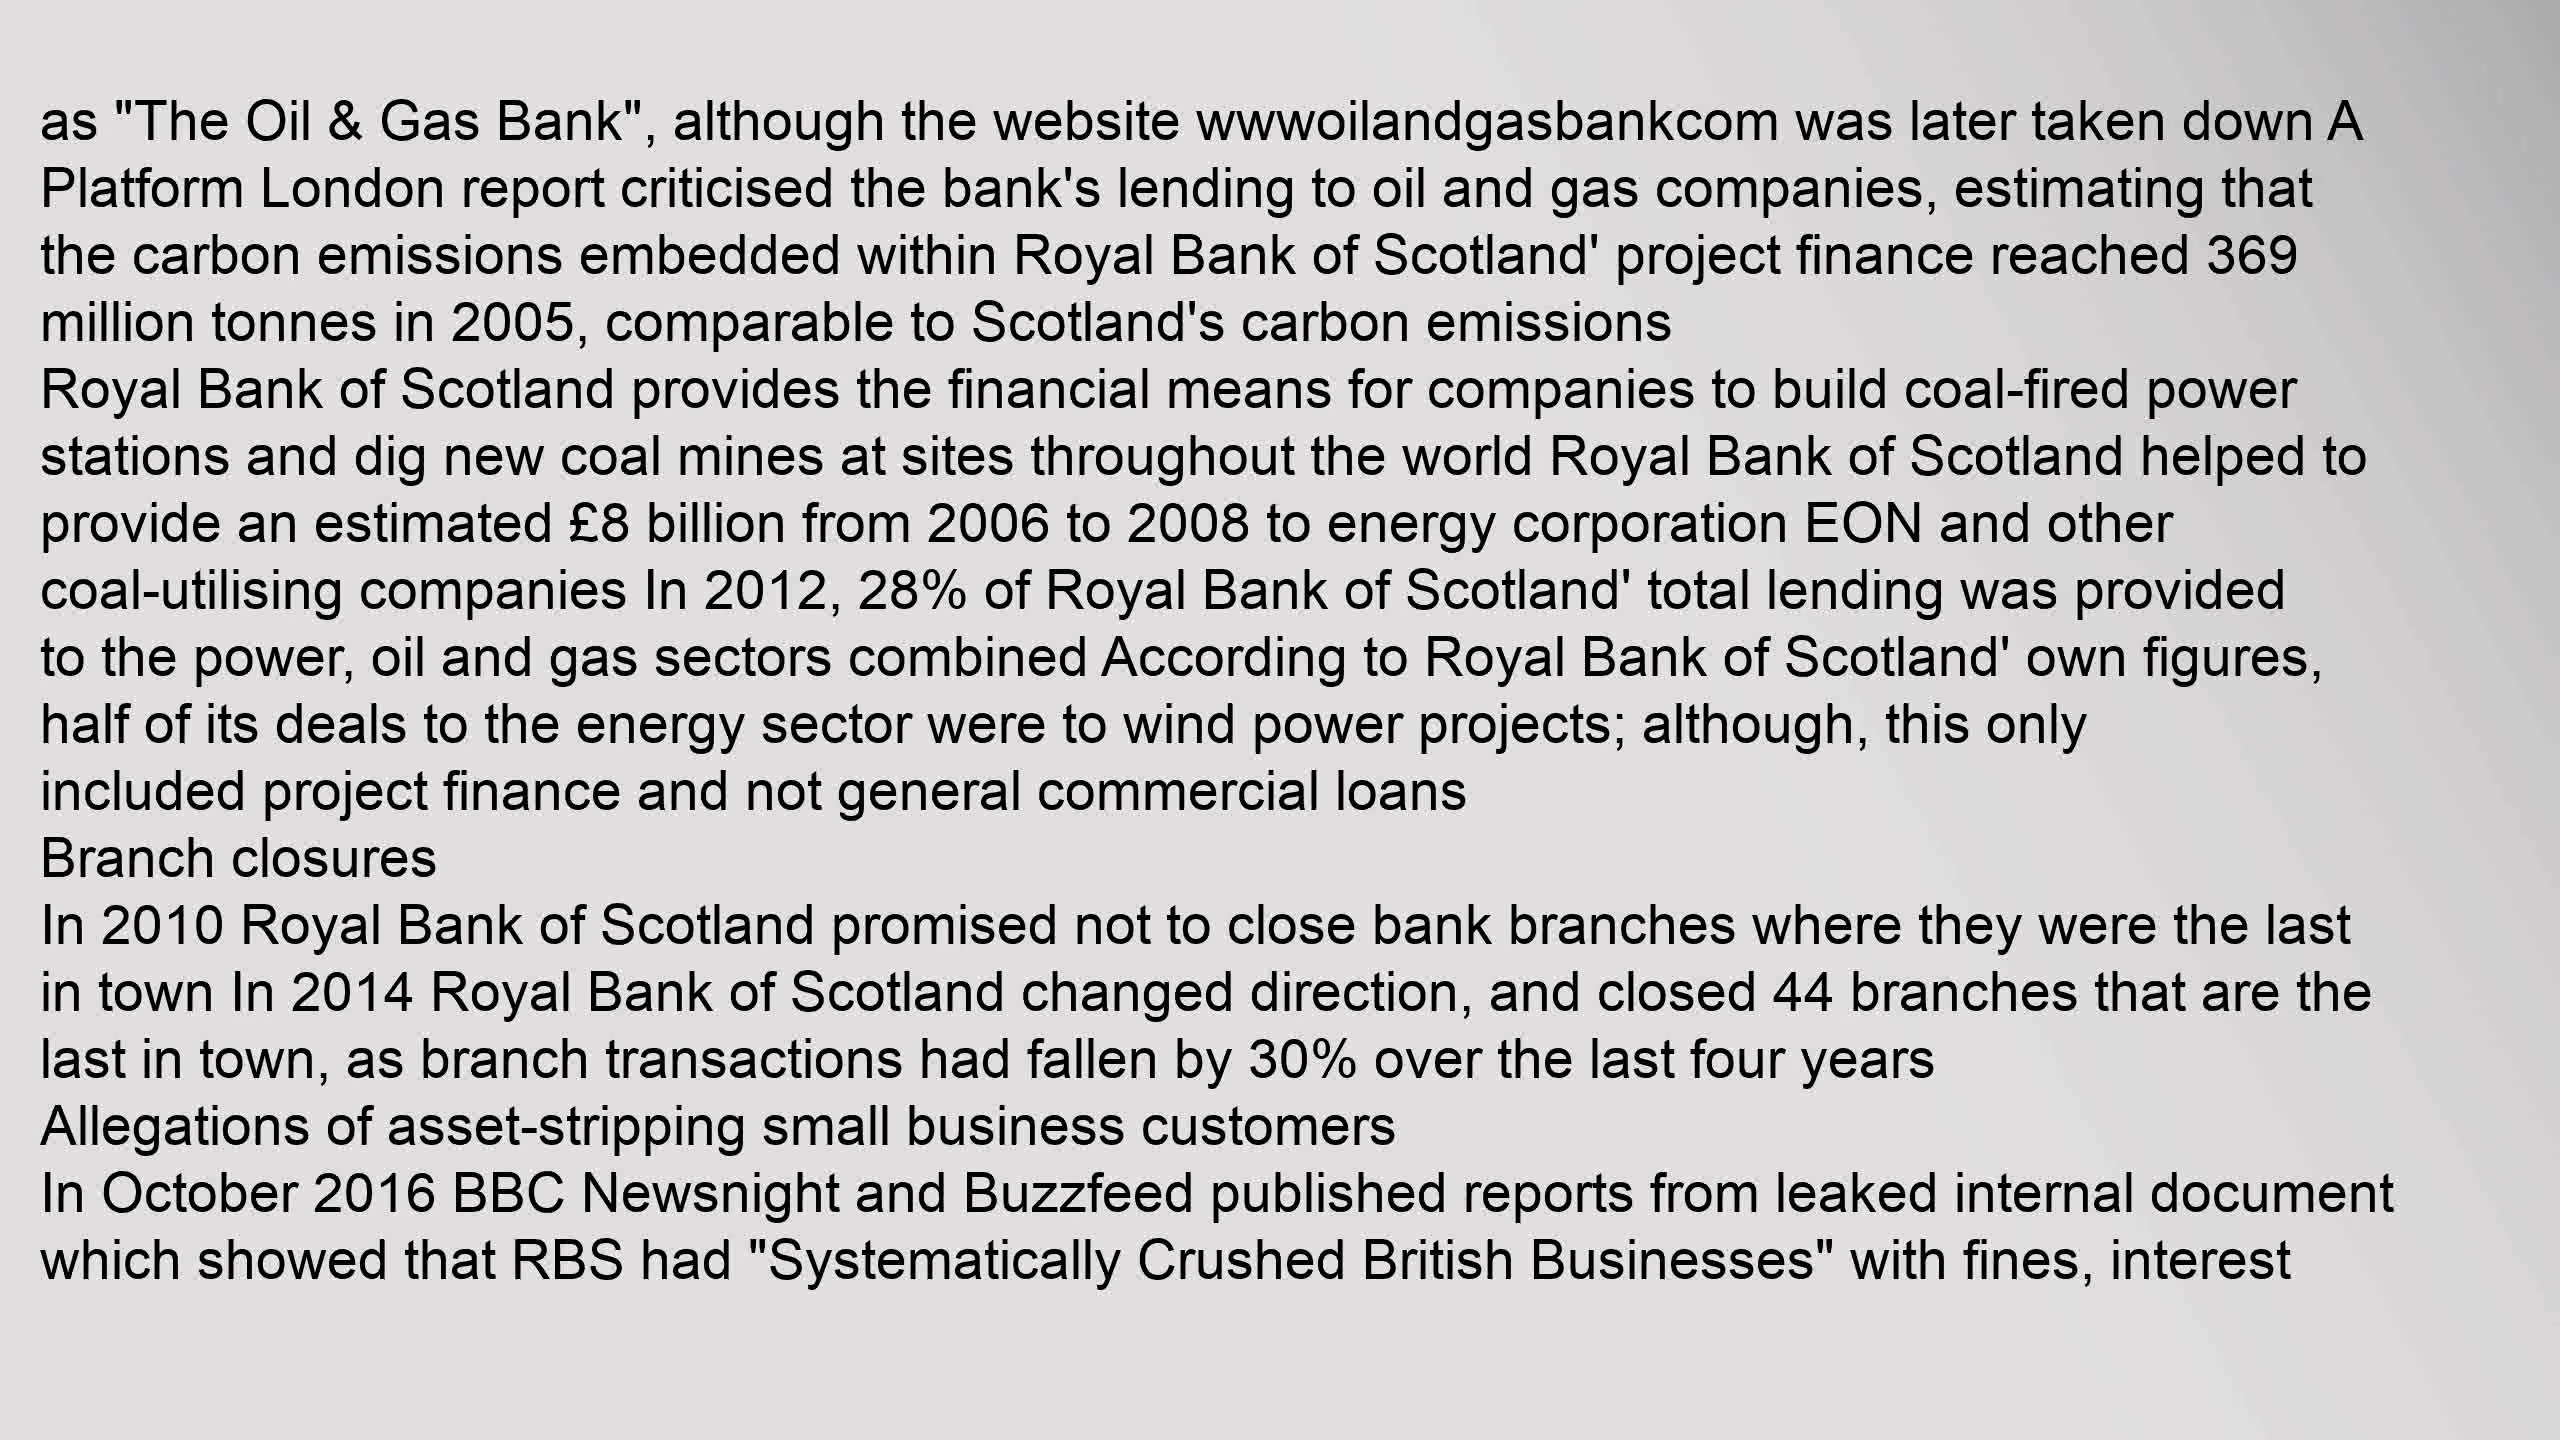 as "The Oil & Gas Bank", although the website wwwoilandgasbankcom was later taken down A
Platform London report criticised the bank's lending to oil and gas companies, estimating that
the carbon emissions embedded within Royal Bank of Scotland' project finance reached 369
million tonnes in 2005, comparable to Scotland's carbon emissions
Royal Bank of Scotland provides the financial means for companies to build coal-fired power
stations and dig new coal mines at sites throughout the world Royal Bank of Scotland helped to
provide an estimated £8 billion from 2006 to 2008 to energy corporation EON and other
coal-utilising companies In 2012, 28% of Royal Bank of Scotland' total lending was provided
to the power, oil and gas sectors combined According to Royal Bank of Scotland' own figures,
half of its deals to the energy sector were to wind power projects; although, this only
included project finance and not general commercial loans
Branch closures
In 2010 Royal Bank of Scotland promised not to close bank branches where they were the last
in town In 2014 Royal Bank of Scotland changed direction, and closed 44 branches that are the
last in town, as branch transactions had fallen by 30% over the last four years
Allegations of asset-stripping small business customers
In October 2016 BBC Newsnight and Buzzfeed published reports from leaked internal document
which showed that RBS had "Systematically Crushed British Businesses" with fines, interest